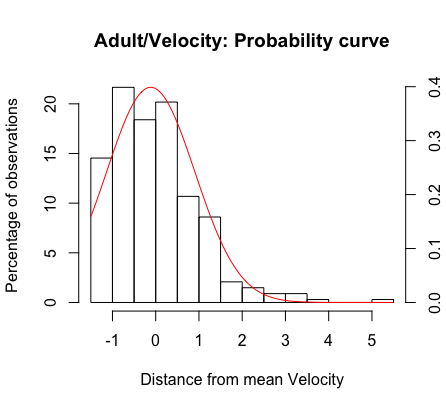 Adult/Velocity: Probability curve
Percentage of observations
20
15
10
5
0
0.4
0.3
0.2
0.1
0.0
-1 0 1 2 3 4 5
Distance from mean Velocity